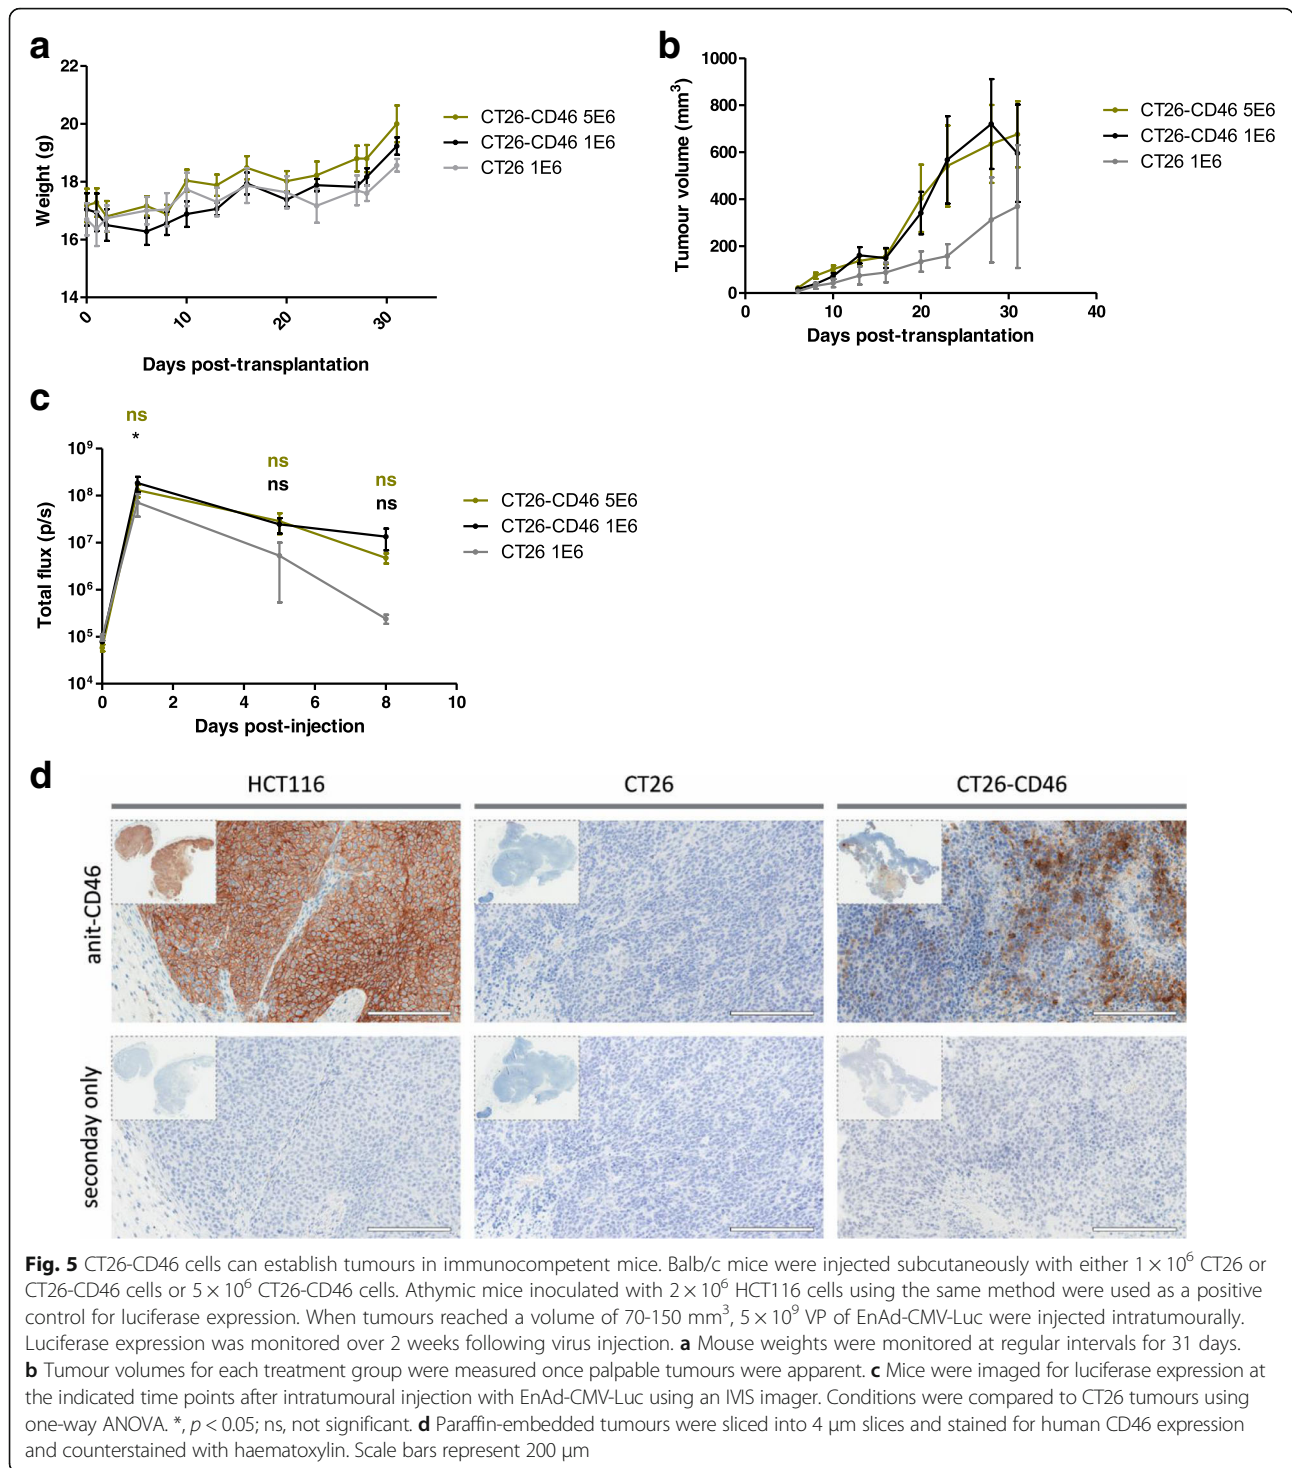 a
22
20
18
16
14
Weight (g)
0
10
20
30
Days post-transplantation
CT26-CD46 5E6
CT26-CD46 1E6
CT26 1E6
b
1000
800
600
400
200
0
Tumour volume (mm³)
0
10
20
30
40
Days post-transplantation
CT26-CD46 5E6
CT26-CD46 1E6
CT26 1E6
c
ns
*
ns
ns
ns
ns
10⁹
10⁸
10⁷
10⁶
10⁵
10⁴
Total flux (p/s)
0
2
4
6
8
10
Days post-injection
CT26-CD46 5E6
CT26-CD46 1E6
CT26 1E6
d
HCT116
CT26
CT26-CD46
anit-CD46
seconday only
Fig. 5 CT26-CD46 cells can establish tumours in immunocompetent mice. Balb/c mice were injected subcutaneously with either 1 × 10⁶ CT26 or
CT26-CD46 cells or 5 × 10⁶ CT26-CD46 cells. Athymic mice inoculated with 2 × 10⁶ HCT116 cells using the same method were used as a positive
control for luciferase expression. When tumours reached a volume of 70-150 mm³, 5 × 10⁹ VP of EnAd-CMV-Luc were injected intratumourally.
Luciferase expression was monitored over 2 weeks following virus injection. a Mouse weights were monitored at regular intervals for 31 days.
b Tumour volumes for each treatment group were measured once palpable tumours were apparent. c Mice were imaged for luciferase expression at
the indicated time points after intratumoural injection with EnAd-CMV-Luc using an IVIS imager. Conditions were compared to CT26 tumours using
one-way ANOVA. *, p < 0.05; ns, not significant. d Paraffin-embedded tumours were sliced into 4 μm slices and stained for human CD46 expression
and counterstained with haematoxylin. Scale bars represent 200 μm